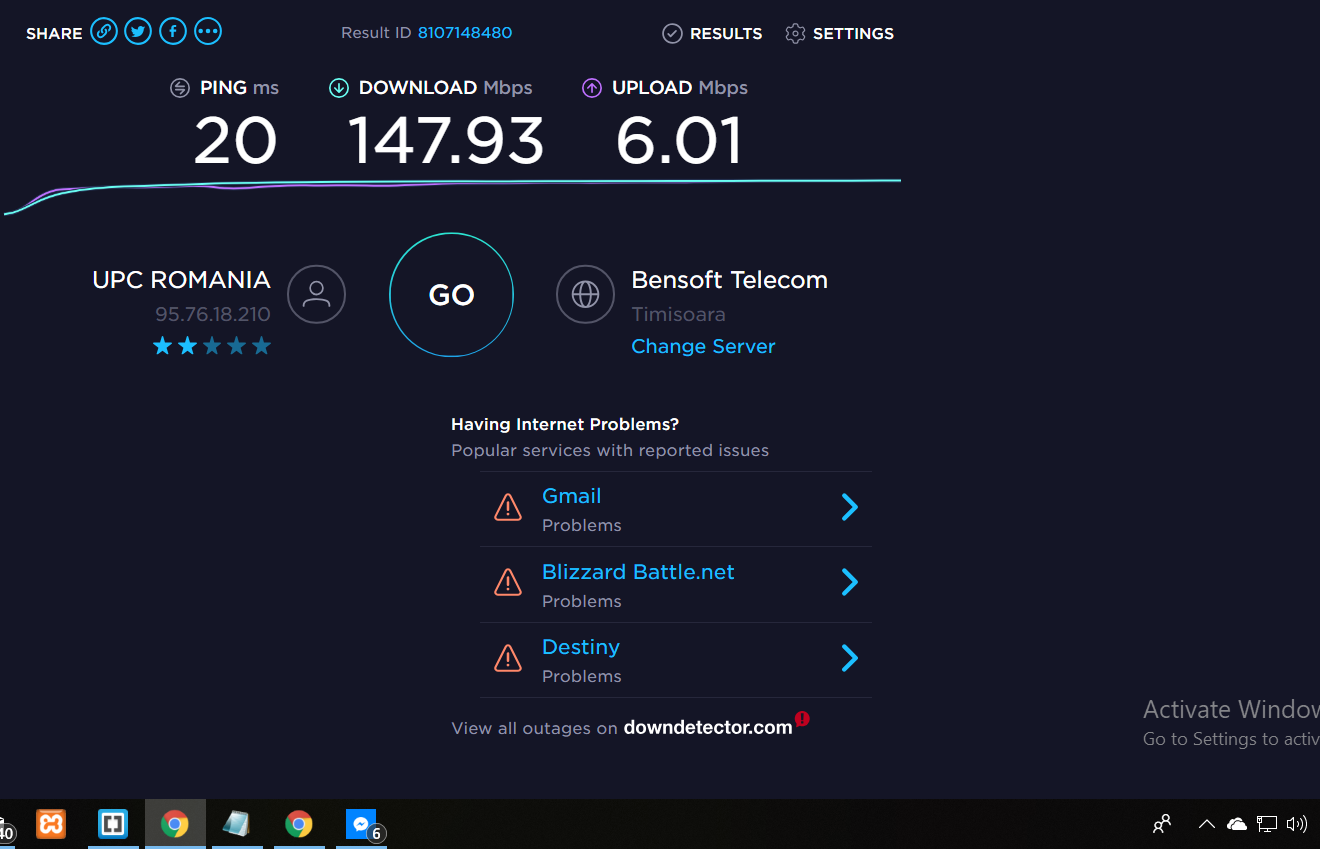 SHARE Result ID 8107148480 RESULTS SETTINGS
PING ms DOWNLOAD Mbps UPLOAD Mbps
20 147.93 6.01
UPC ROMANIA
95.76.18.210
GO
Bensoft Telecom
Timisoara
Change Server
Having Internet Problems?
Popular services with reported issues
Gmail
Problems
Blizzard Battle.net
Problems
Destiny
Problems
View all outages on downdetector.com
Activate Window
Go to Settings to activ
40 6